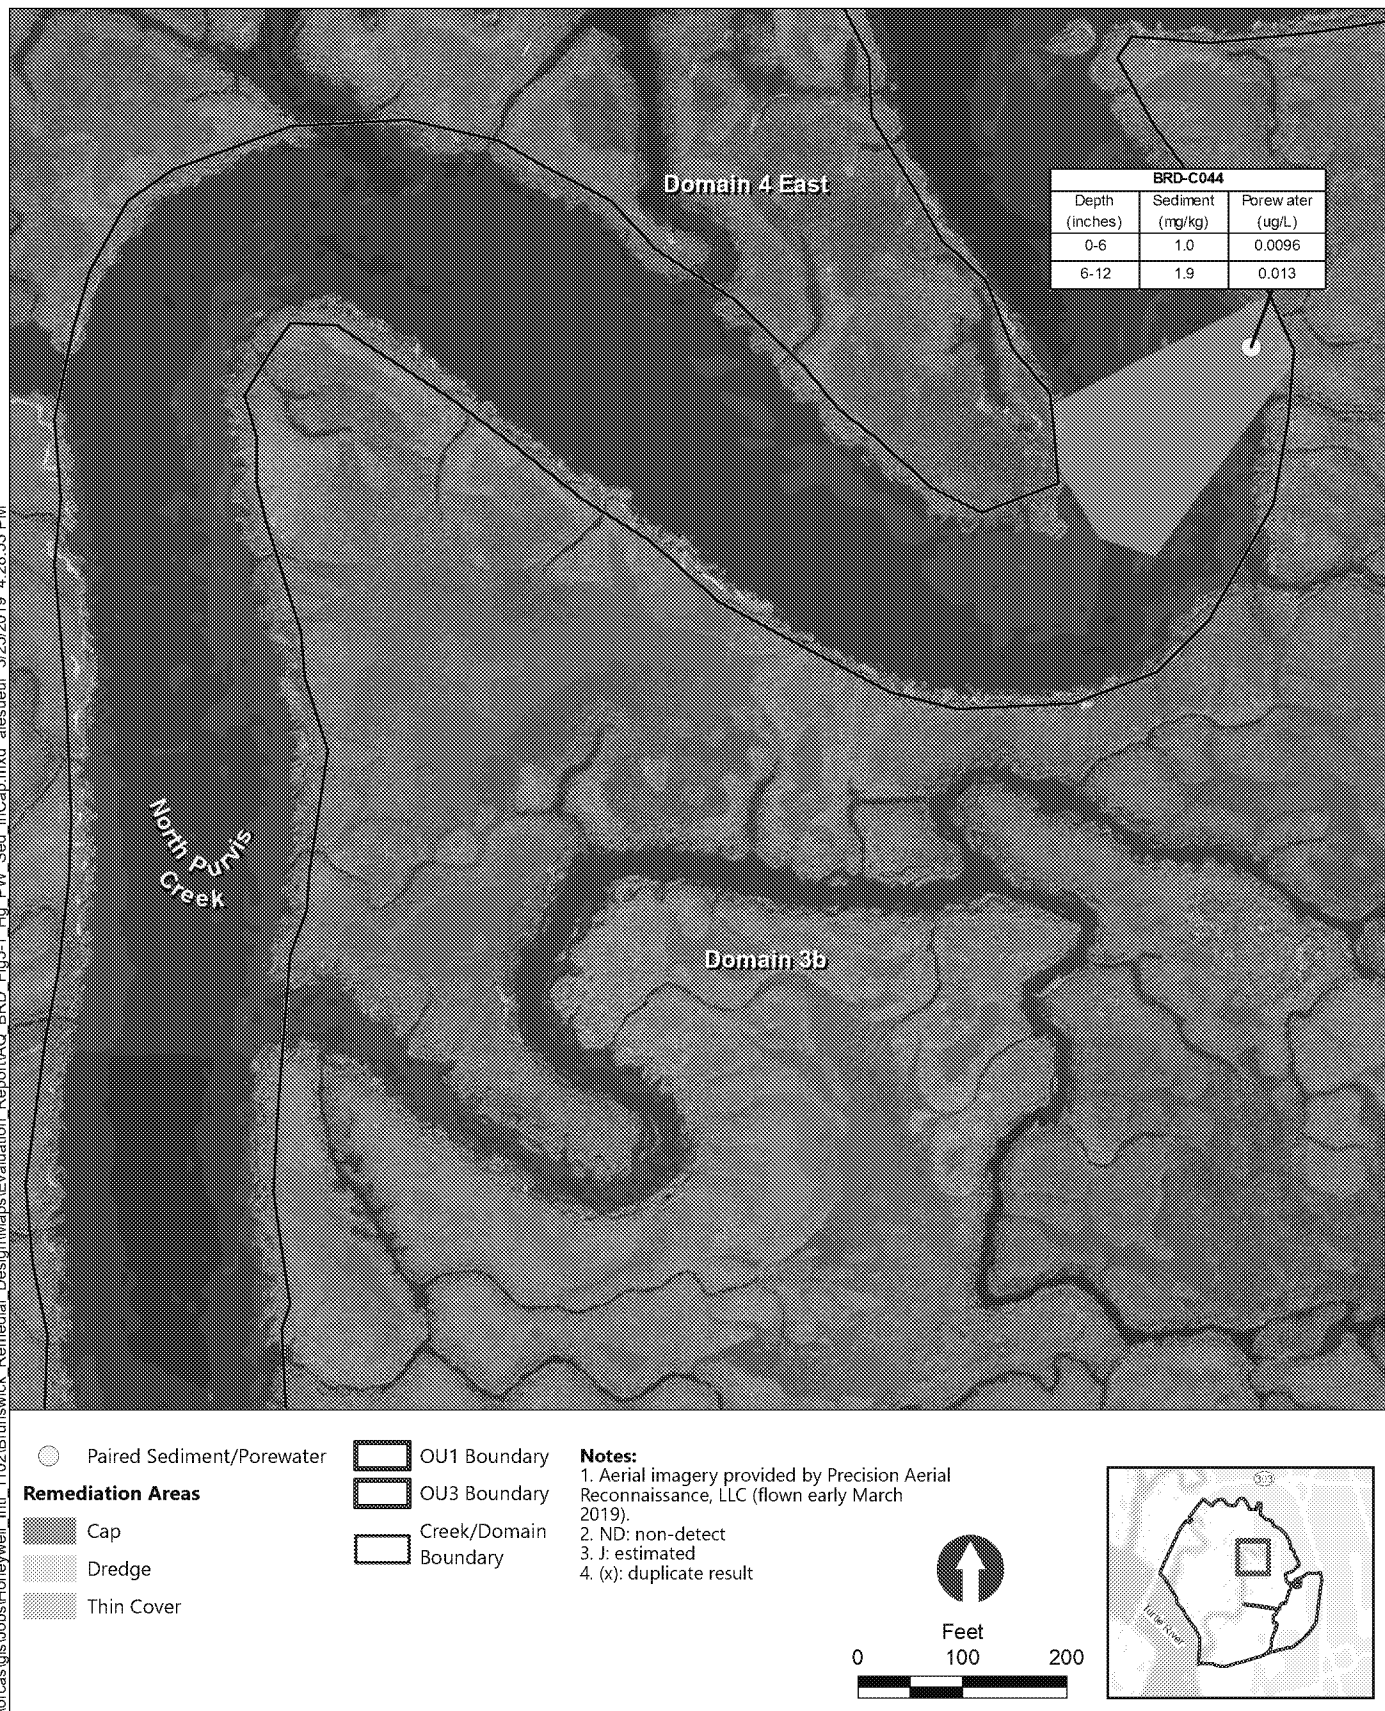 Domain 4 East
BRD-C044
Depth (inches) Sediment (mg/kg) Porewater (ug/L)
0-6 1.0 0.0096
6-12 1.9 0.013
North Purvis
Creek
Domain 3b
Paired Sediment/Porewater
Remediation Areas
Cap
Dredge
Thin Cover
OU1 Boundary
OU3 Boundary
Creek/Domain
Boundary
Notes:
1. Aerial imagery provided by Precision Aerial
Reconnaissance, LLC (flown early March
2019).
2. ND: non-detect
3. J: estimated
4. (x): duplicate result
Feet
0 100 200
Turtle River